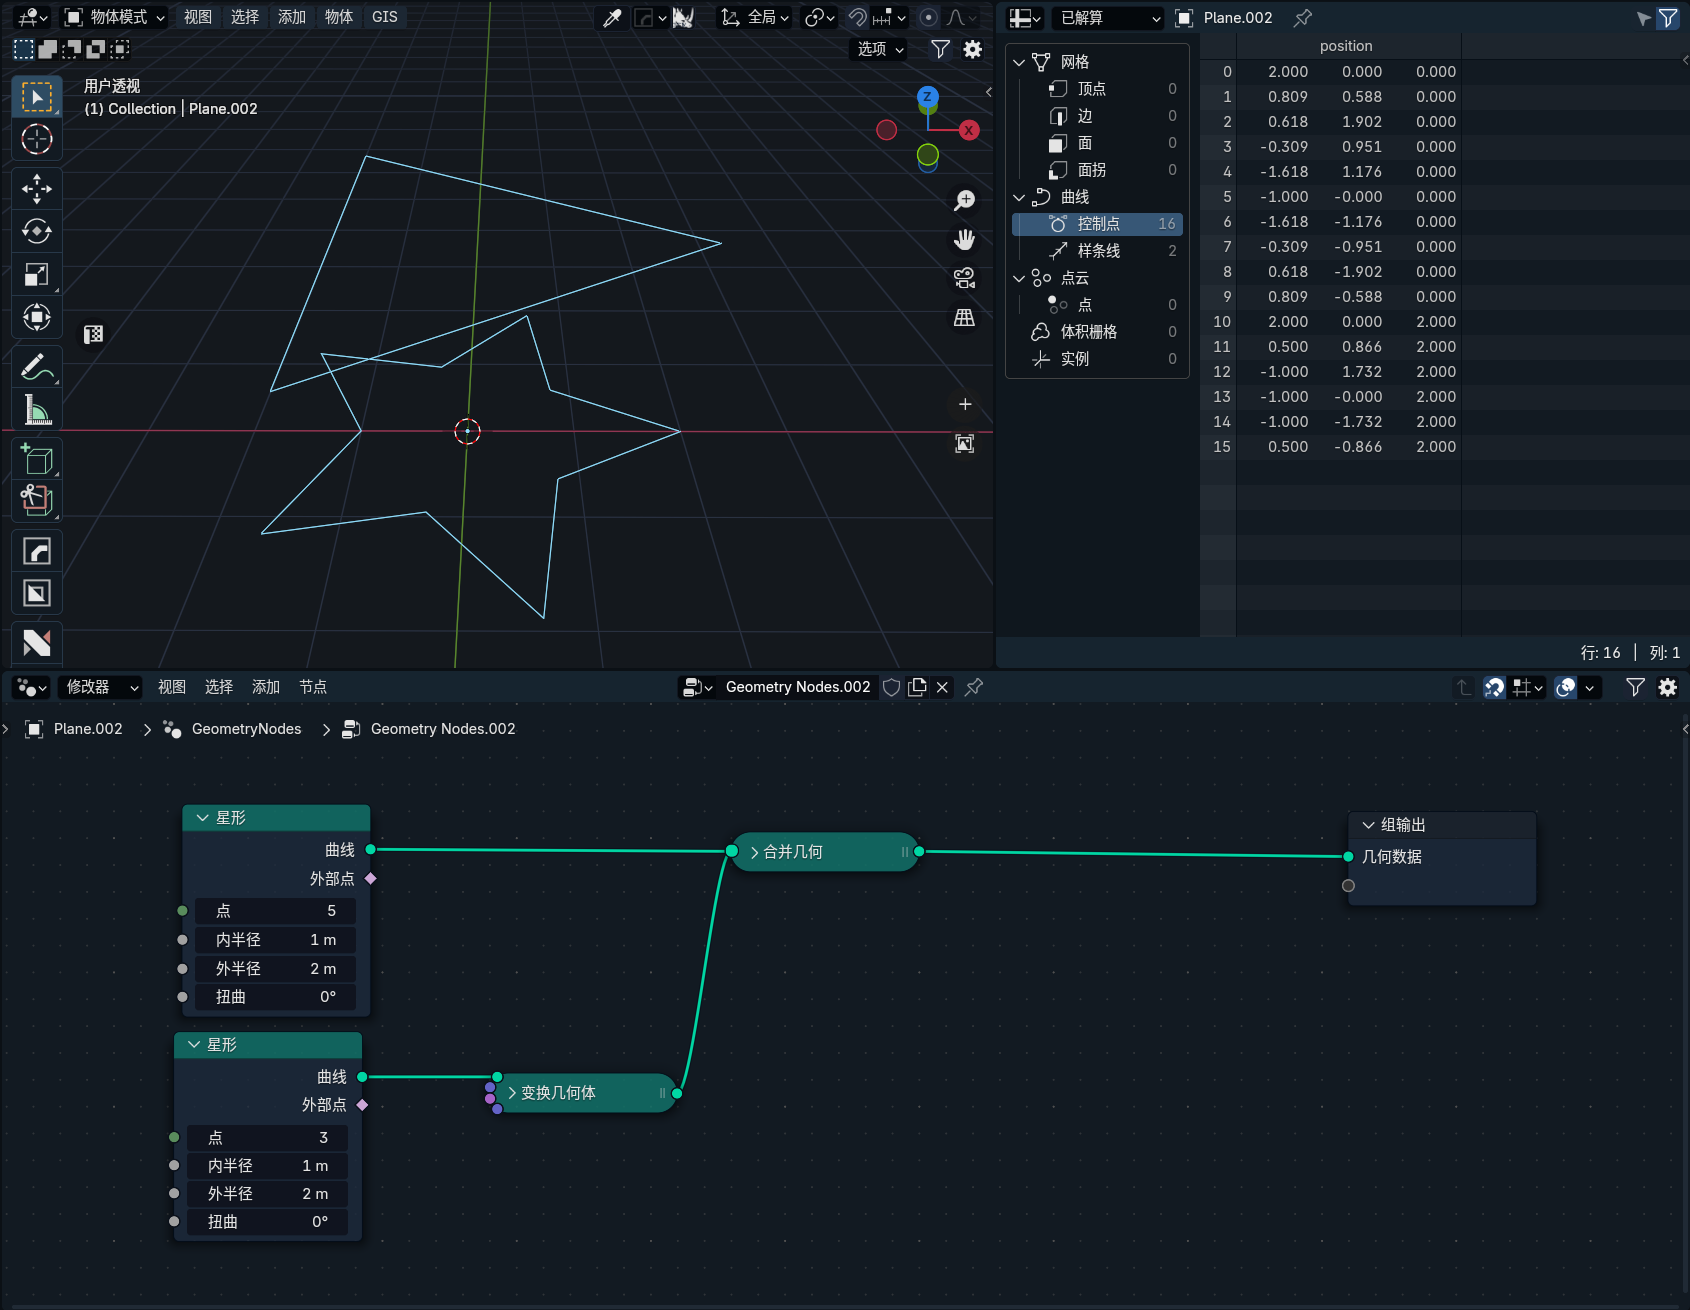 物体模式 视图 选择 添加 物体 GIS 全局
选项
用户透视
(1) Collection | Plane.002
Z
X
已解算 Plane.002
网格
顶点 0
边 0
面 0
面拐 0
曲线
控制点 16
样条线 2
点云
点 0
体积栅格 0
实例 0
position
0 2.000 0.000 0.000
1 0.809 0.588 0.000
2 0.618 1.902 0.000
3 -0.309 0.951 0.000
4 -1.618 1.176 0.000
5 -1.000 -0.000 0.000
6 -1.618 -1.176 0.000
7 -0.309 -0.951 0.000
8 0.618 -1.902 0.000
9 0.809 -0.588 0.000
10 2.000 0.000 2.000
11 0.500 0.866 2.000
12 -1.000 1.732 2.000
13 -1.000 -0.000 2.000
14 -1.000 -1.732 2.000
15 0.500 -0.866 2.000
行: 16 | 列: 1
修改器 视图 选择 添加 节点 Geometry Nodes.002
Plane.002 > GeometryNodes > Geometry Nodes.002
星形
曲线
外部点
点 5
内半径 1 m
外半径 2 m
扭曲 0°
星形
曲线
外部点
点 3
内半径 1 m
外半径 2 m
扭曲 0°
变换几何体
合并几何
组输出
几何数据